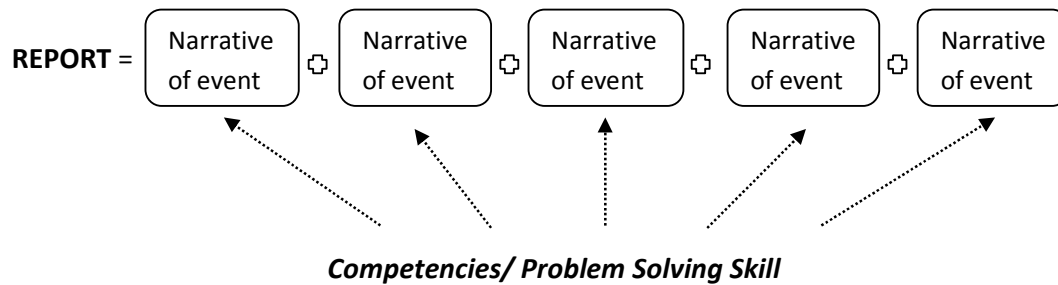 Narrative Narrative Narrative Narrative Narrative
REPORT =
of event of event of event of event of event
Competencies/ Problem Solving Skill